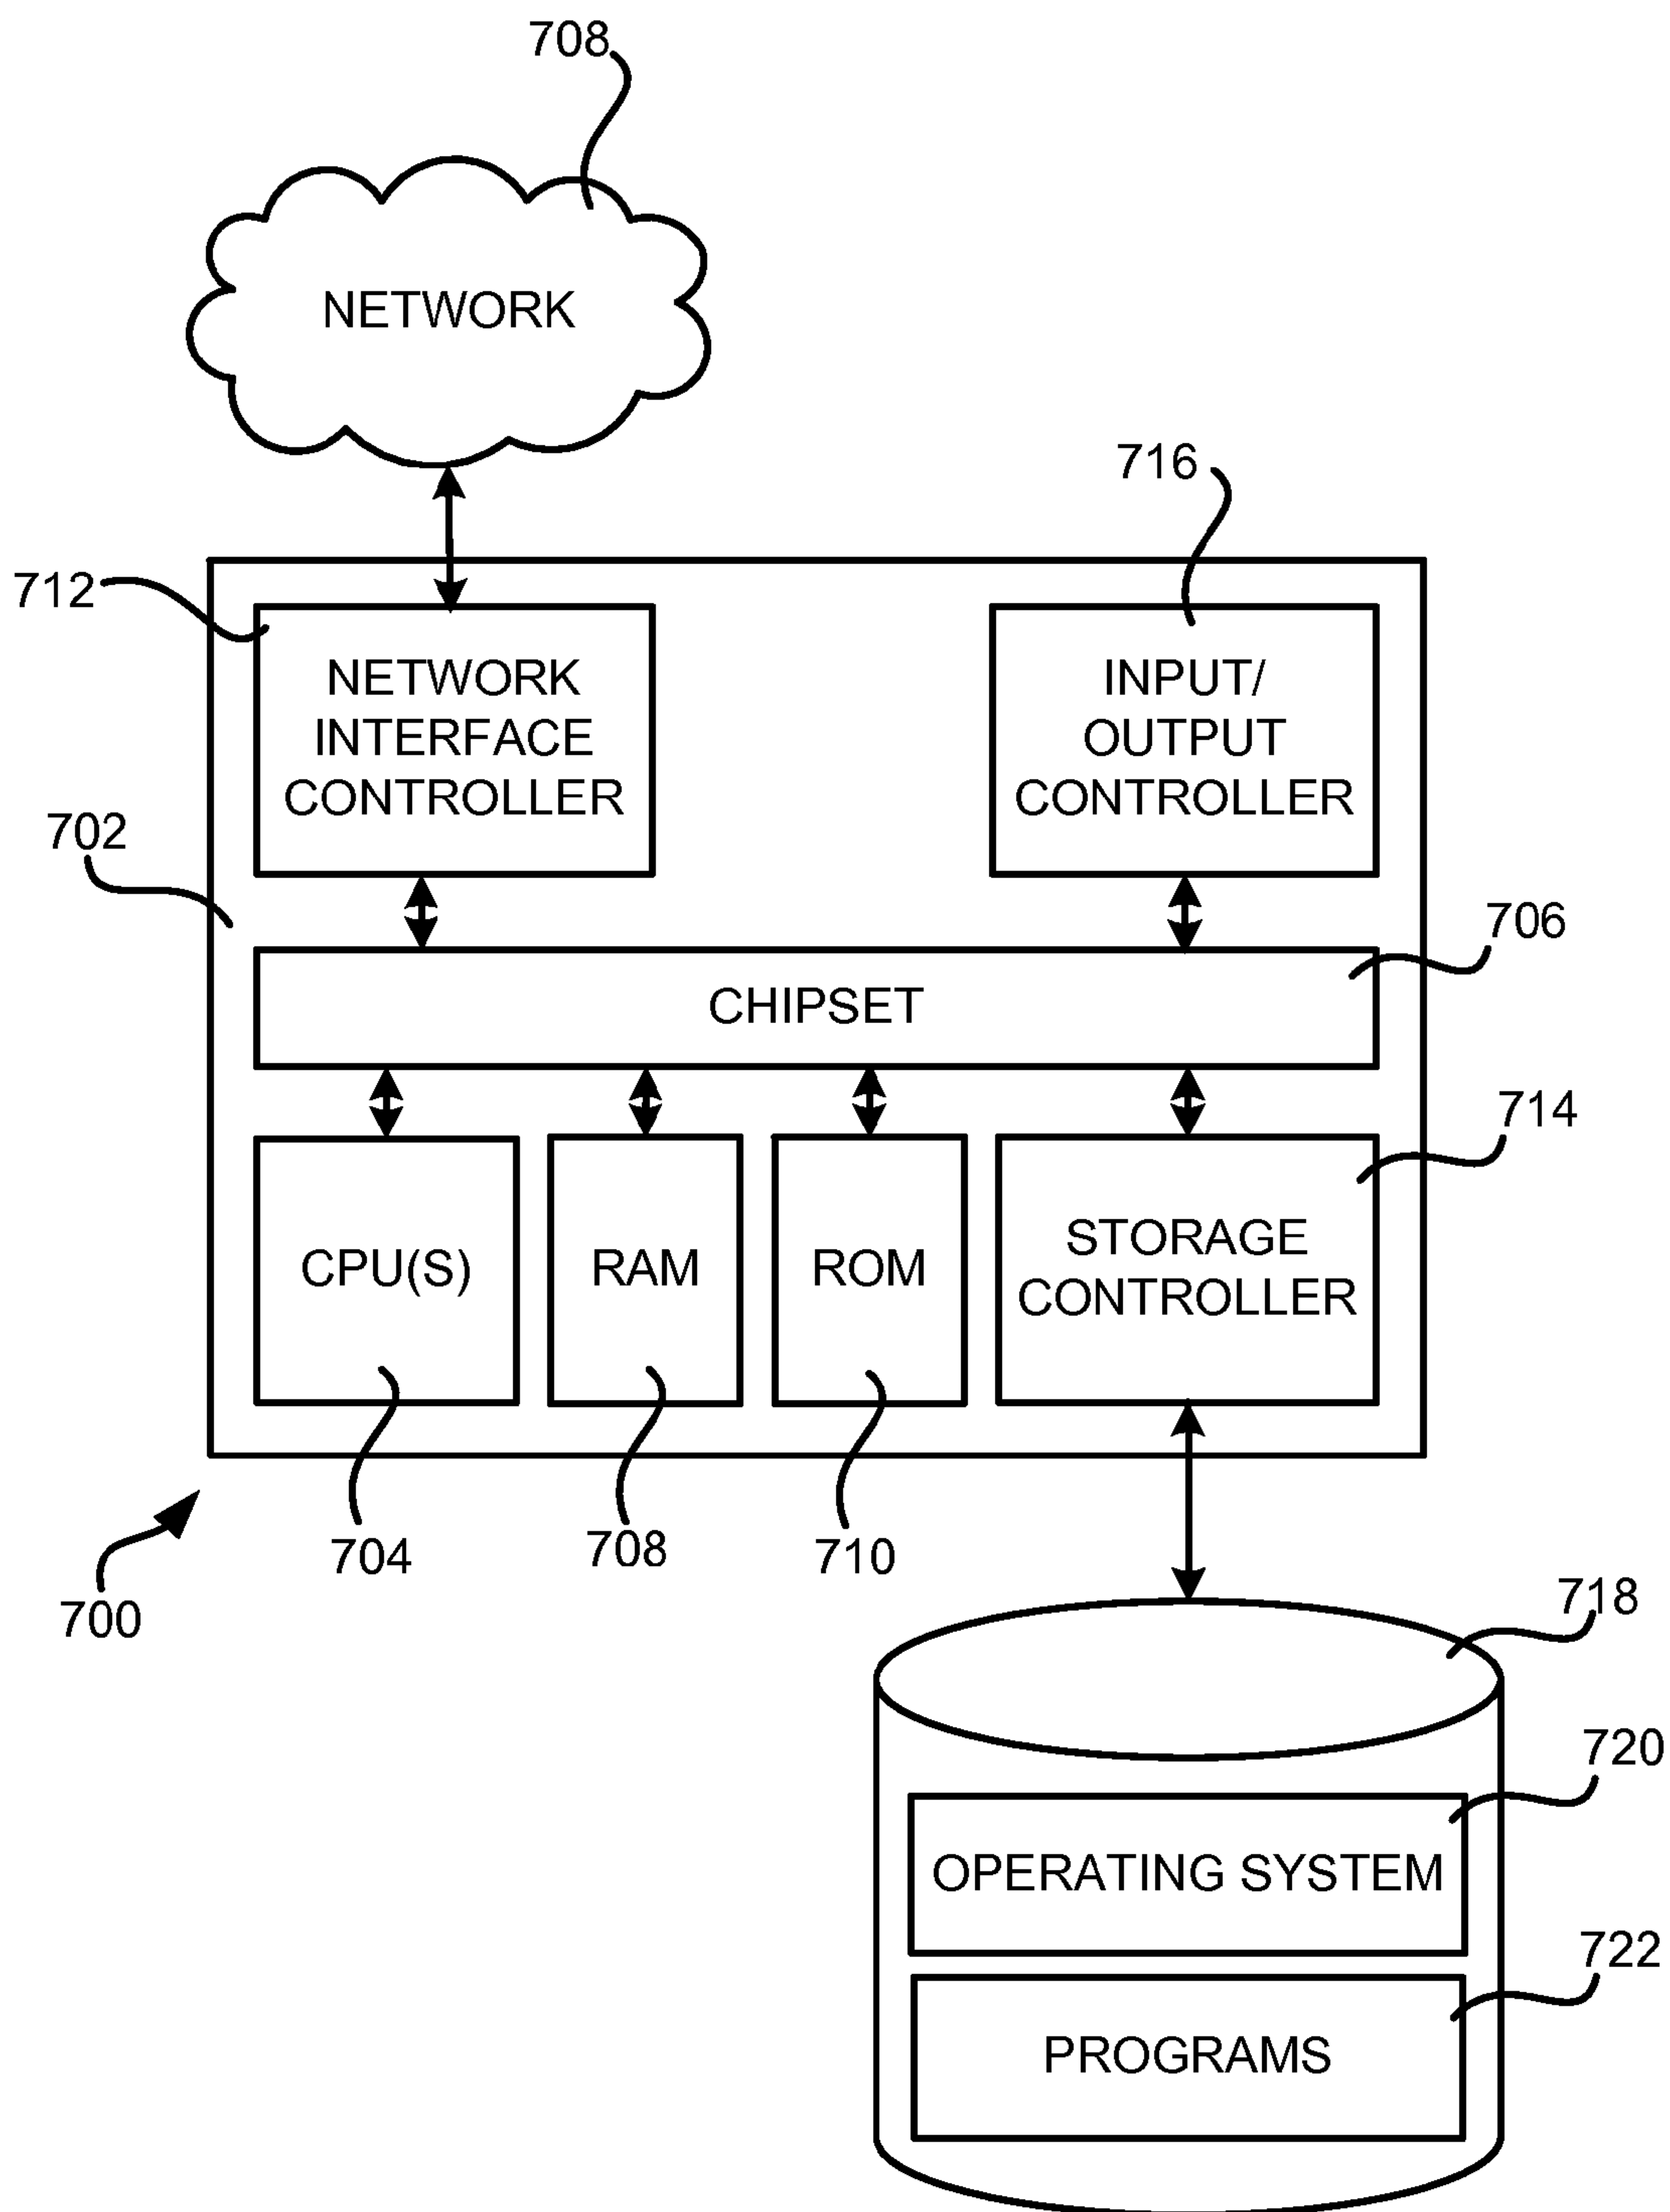 708
NETWORK
716
712
NETWORK
INTERFACE
CONTROLLER
INPUT/
OUTPUT
CONTROLLER
702
706
CHIPSET
714
CPU(S)
RAM
ROM
STORAGE
CONTROLLER
704
708
710
700
718
720
OPERATING SYSTEM
722
PROGRAMS